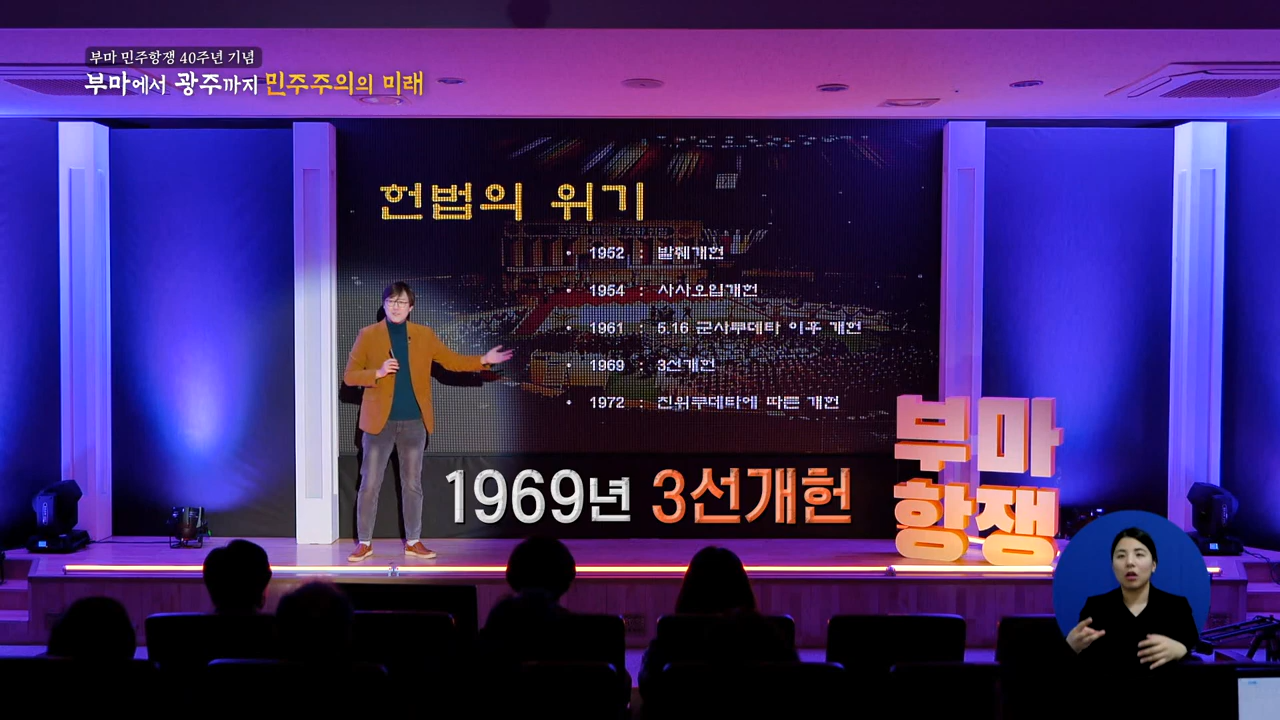 부마 민주항쟁 40주년 기념
부마에서 광주까지 민주주의의 미래
헌법의 위기
• 1952 : 발췌개헌
• 1954 : 사사오입개헌
• 1961 : 5.16 군사쿠데타 이후 개헌
• 1969 : 3선개헌
• 1972 : 친위쿠데타에 따른 개헌
1969년 3선개헌
부마
항쟁